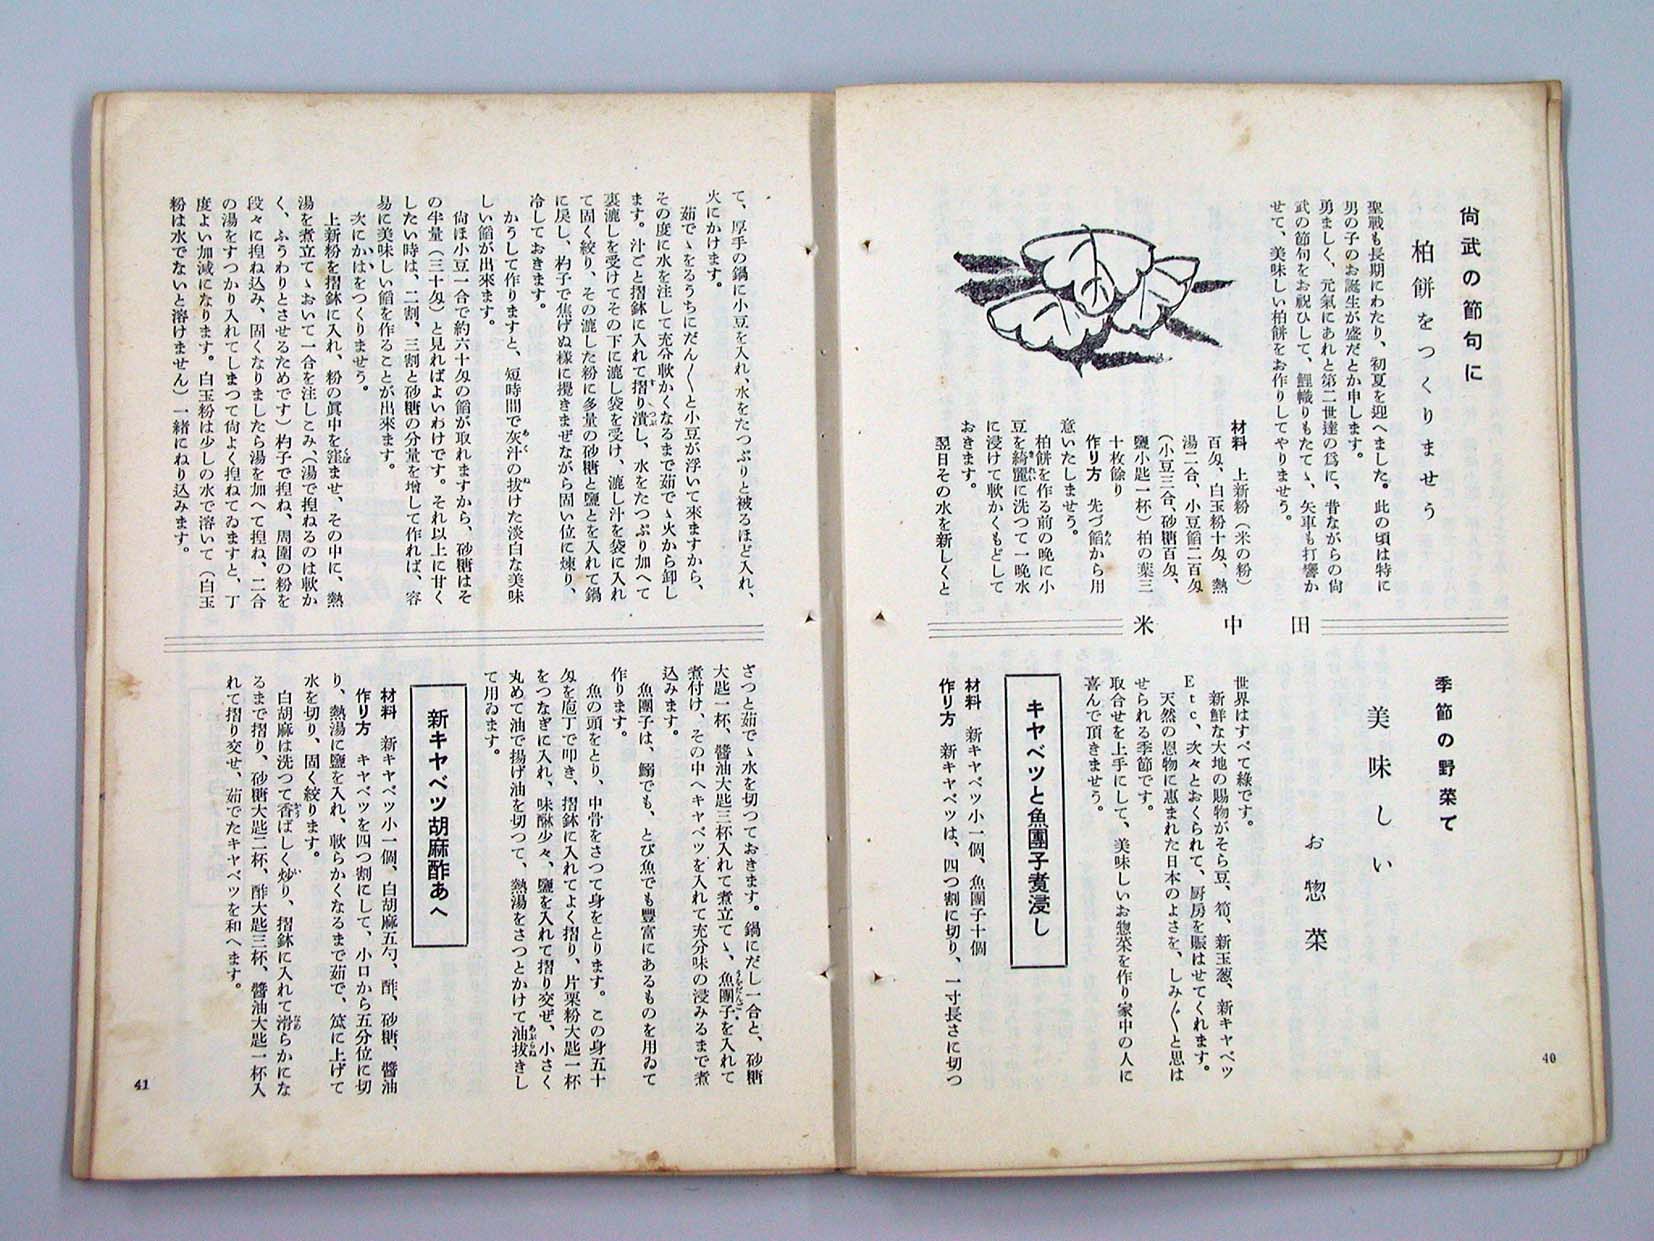 尙武の節句に
柏餅をつくりませう
聖戰も長期にわたり、初夏を迎へました。此の頃は特に
男の子のお誕生が盛だとか申します。
勇ましく、元氣にあれと第二世達の爲に、昔ながらの尙
武の節句をお祝ひして、鯉幟りもたてゝ、矢車も打響か
せて、美味しい柏餅をお作りしてやりませう。
材料　上新粉（米の粉）
百匁、白玉粉十匁、熱
湯二合、小豆餡二百匁
（小豆三合、砂糖百匁、
鹽小匙一杯）柏の葉三
十枚餘り
作り方　先づ餡から用
意いたしませう。
柏餅を作る前の晩に小
豆を綺麗に洗つて一晩水
に浸けて軟かくもどして
おきます。
翌日その水を新しくと
田中米
て、厚手の鍋に小豆を入れ、水をたつぷりと被るほど入れ、
火にかけます。
茹でゝをるうちにだん〱と小豆が浮いて來ますから、
その度に水を注して充分軟かくなるまで茹で、火から卸し
ます。汁ごと摺鉢に入れて摺り潰し、水をたつぷり加へて
裏漉しを受けてその下に漉し袋を受け、漉し汁を袋に入れ
て固く絞り、その漉した粉に多量の砂糖と鹽とを入れて鍋
に戾し、杓子で焦げぬ樣に攪きまぜながら固い位に煉り、
冷しておきます。
かうして作りますと、短時間で灰汁の拔けた淡白な美味
しい餡が出來ます。
尙ほ小豆一合で約六十匁の餡が取れますから、砂糖はそ
の半量（三十匁）と見ればよいわけです。それ以上に甘く
したい時は、二割、三割と砂糖の分量を增して作れば、容
易に美味しい餡を作ることが出來ます。
次にかはをつくりませう。
上新粉を摺鉢に入れ、粉の眞中を窪ませ、その中に、熱
湯を煮立てゝおいて一合を注しこみ、（湯で捏ねるのは軟か
く、ふうわりとさせるためです）杓子で捏ね、周圍の粉を
段々に捏ね込み、固くなりましたら湯を加へて捏ね、二合
の湯をすつかり入れてしまつて尙よく捏ねてゐますと、丁
度よい加減になります。白玉粉は少しの水で溶いて（白玉
粉は水でないと溶けません）一緖にねり込みます。
季節の野菜で
美味しい
お惣菜
世界はすべて綠です。
新鮮な大地の賜物がそら豆、筍、新玉葱、新キャベツ
Etc、次々とおくられて、厨房を賑はせてくれます。
天然の恩物に惠まれた日本のよさを、しみ〲と思は
せられる季節です。
取合せを上手にして、美味しいお惣菜を作り家中の人に
喜んで頂きませう。
キャベツと魚團子煮浸し
材料　新キャベツ小一個、魚團子十個
作り方　新キャベツは、四つ割に切り、一寸長さに切つ
さつと茹で、水を切つておきます。鍋にだし一合と、砂糖
大匙一杯、醬油大匙三杯入れて煮立てゝ、魚團子を入れて
煮付け、その中へキャベツを入れて充分味の浸みるまで煮
込みます。
魚團子は、鰯でも、とび魚でも豐富にあるものを用ゐて
作ります。
魚の頭をとり、中骨をさつて身をとります。この身五十
匁を庖丁で叩き、摺鉢に入れてよく摺り、片栗粉大匙一杯
をつなぎに入れ、味醂少々、鹽を入れて摺り交ぜ、小さく
丸めて油で揚げ油を切つて、熱湯をさつとかけて油拔きし
て用ゐます。
新キャベツ胡麻酢あへ
材料　新キャベツ小一個、白胡麻五勺、酢、砂糖、醬油
作り方　キャベツを四つ割にして、小口から五分位に切
り、熱湯に鹽を入れ、軟らかくなるまで茹で、笊に上げて
水を切り、固く絞ります。
白胡麻は洗つて香ばしく炒り、摺鉢に入れて滑らかにな
るまで摺り、砂糖大匙二杯、酢大匙三杯、醬油大匙一杯入
れて摺り交ぜ、茹でたキャベツを和へます。
40
41